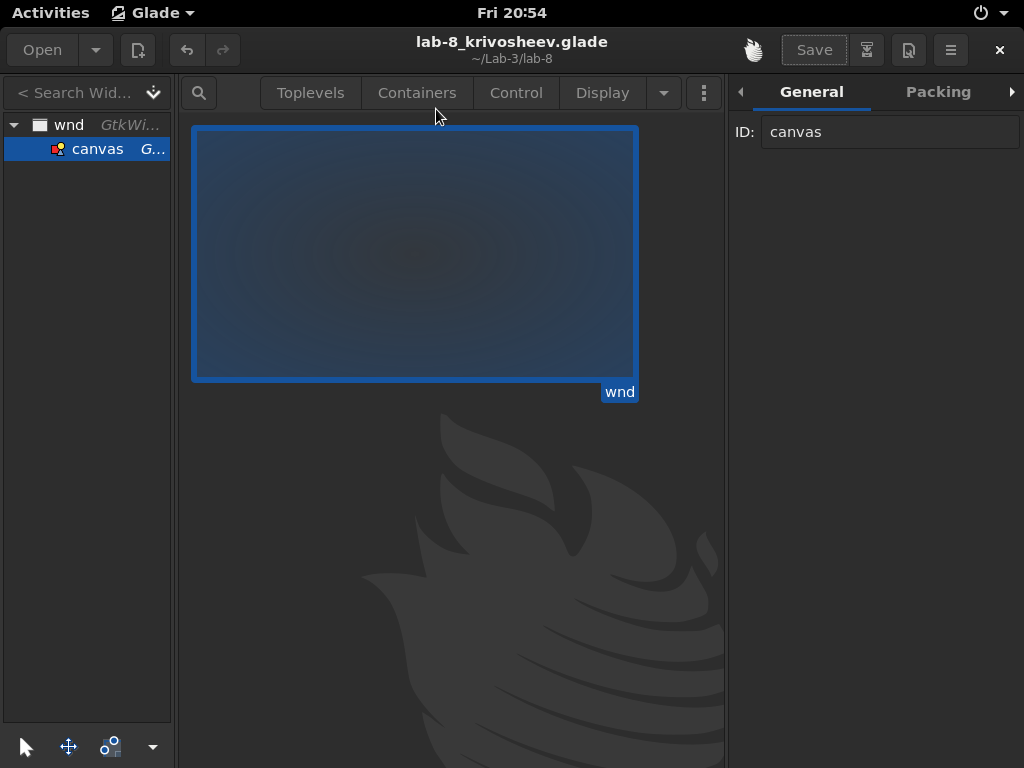 Activities Glade Fri 20:54
Open lab-8_krivosheev.glade Save
~/Lab-3/lab-8
< Search Wid... Toplevels Containers Control Display General Packing
wnd GtkWi...
canvas G...
ID: canvas
wnd